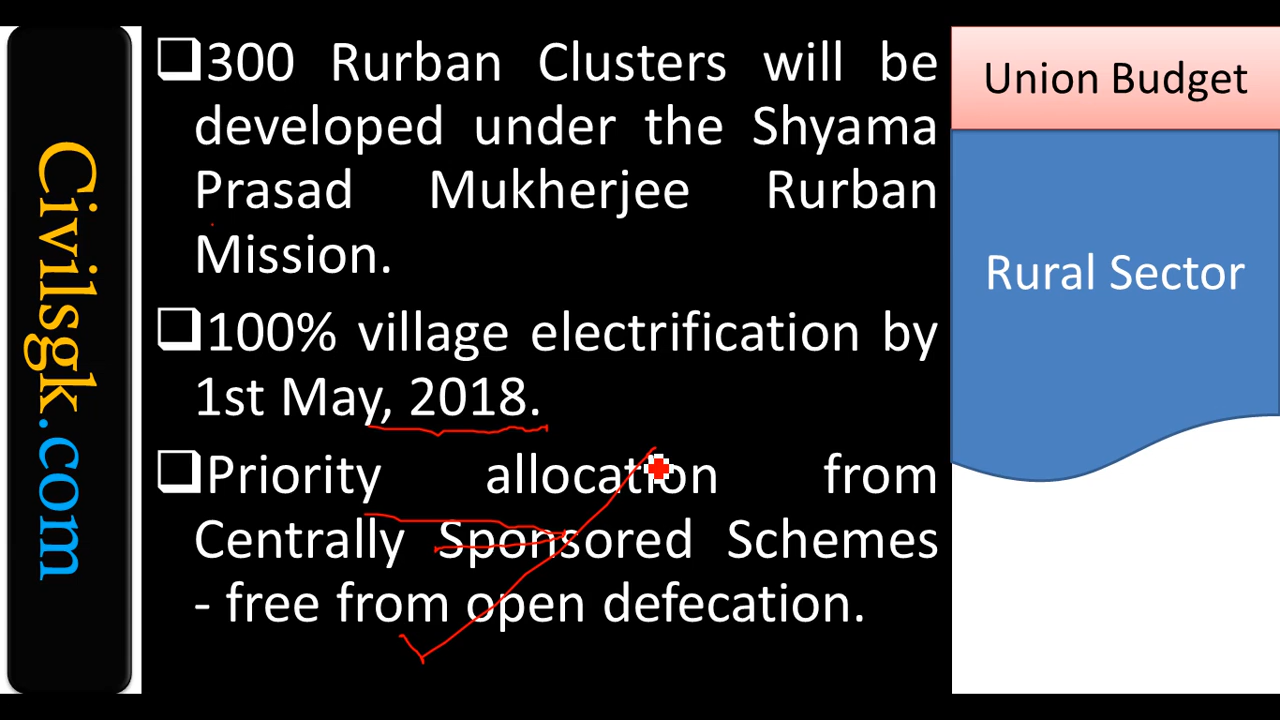 Civilsgk.com
❑300 Rurban Clusters will be
developed under the Shyama
Prasad Mukherjee Rurban
Mission.
❑100% village electrification by
1st May, 2018.
❑Priority allocation from
Centrally Sponsored Schemes
- free from open defecation.
Union Budget
Rural Sector